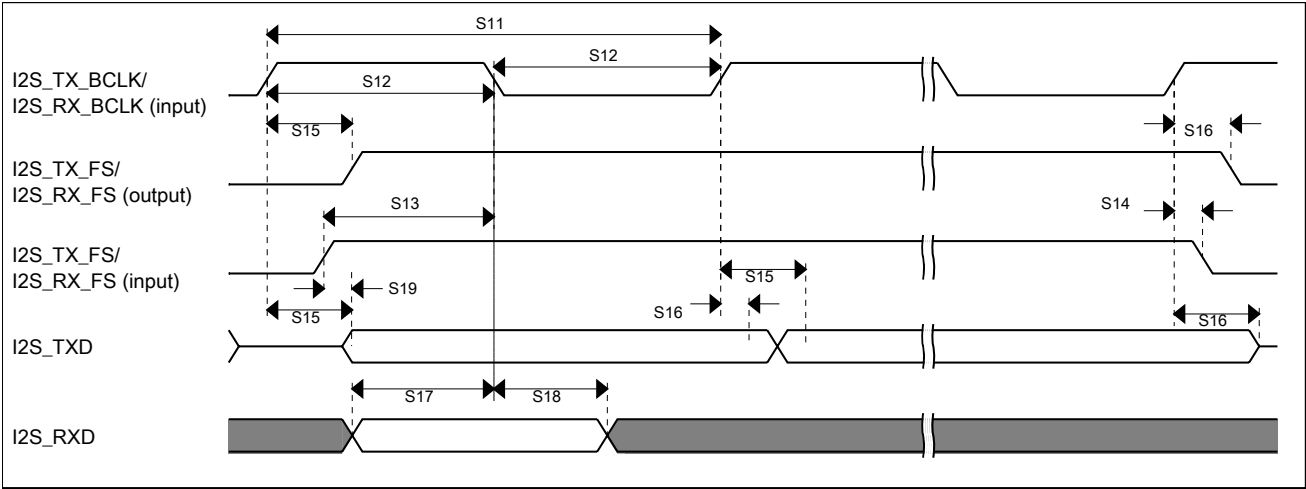 S11
S12
I2S_TX_BCLK/
I2S_RX_BCLK (input)
S12
S15
S16
I2S_TX_FS/
I2S_RX_FS (output)
S13
S14
I2S_TX_FS/
I2S_RX_FS (input)
S15
S19
S15
S16
S16
I2S_TXD
S17
S18
I2S_RXD